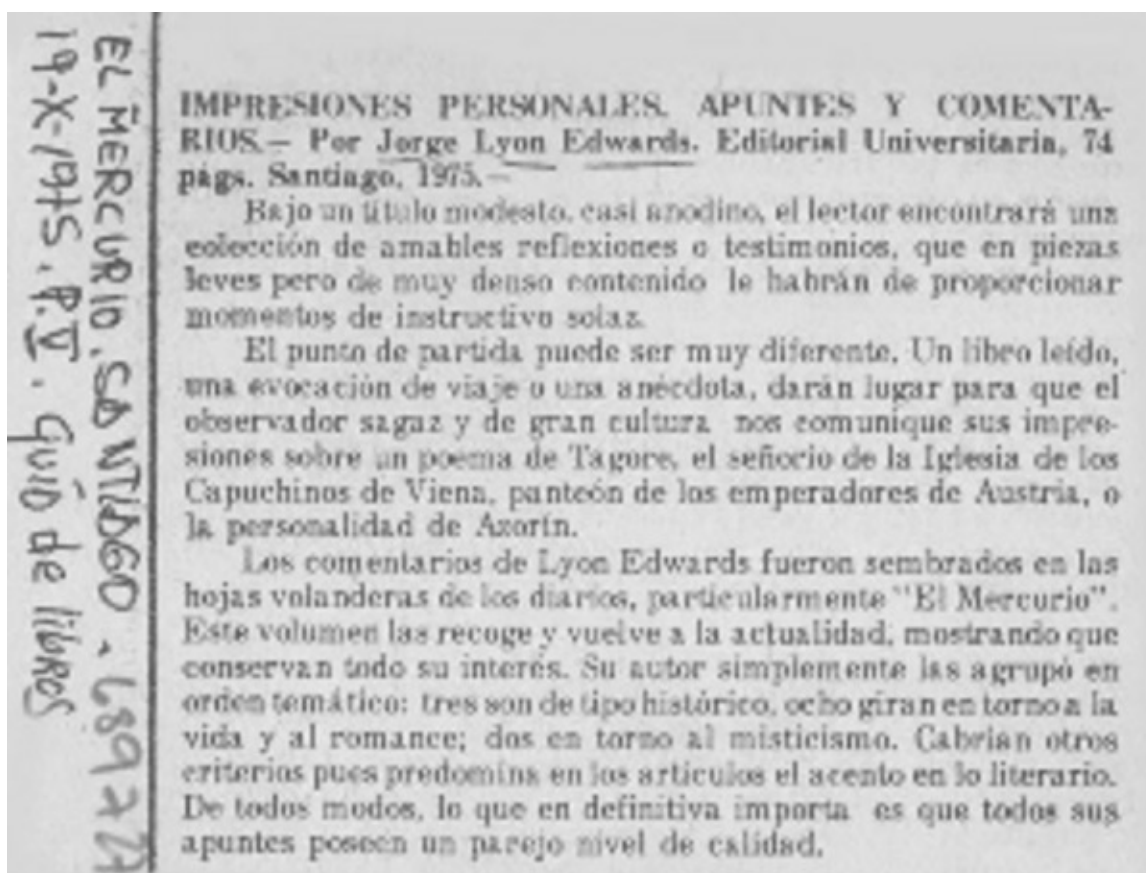 EL MERCURIO. SANTIAGO -
19-X-1975. P. V. Guía de libros
IMPRESIONES PERSONALES. APUNTES Y COMENTA-
RIOS.— Por Jorge Lyon Edwards. Editorial Universitaria, 74
págs. Santiago, 1975.—
Bajo un título modesto, casi anodino, el lector encontrará una
colección de amables reflexiones o testimonios, que en piezas
leves pero de muy denso contenido le habrán de proporcionar
momentos de instructivo solaz.
El punto de partida puede ser muy diferente. Un libro leído,
una evocación de viaje o una anécdota, darán lugar para que el
observador sagaz y de gran cultura nos comunique sus impre-
siones sobre un poema de Tagore, el señorío de la Iglesia de los
Capuchinos de Viena, panteón de los emperadores de Austria, o
la personalidad de Azorín.
Los comentarios de Lyon Edwards fueron sembrados en las
hojas volanderas de los diarios, particularmente "El Mercurio".
Este volumen las recoge y vuelve a la actualidad, mostrando que
conservan todo su interés. Su autor simplemente las agrupó en
orden temático: tres son de tipo histórico, ocho giran en torno a la
vida y al romance; dos en torno al misticismo. Cabrían otros
criterios pues predomina en los artículos el acento en lo literario.
De todos modos, lo que en definitiva importa es que todos sus
apuntes poseen un parejo nivel de calidad.